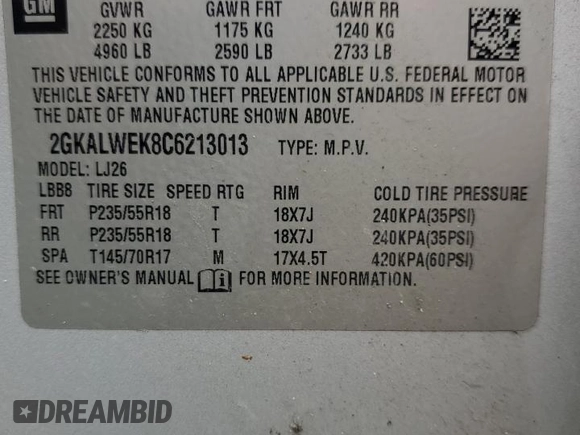 GM
GVWR GAWR FRT GAWR RR
2250 KG 1175 KG 1240 KG
4960 LB 2590 LB 2733 LB
THIS VEHICLE CONFORMS TO ALL APPLICABLE U.S. FEDERAL MOTOR
VEHICLE SAFETY AND THEFT PREVENTION STANDARDS IN EFFECT ON
THE DATE OF MANUFACTURE SHOWN ABOVE.
2GKALWEK8C6213013 TYPE: M.P.V.
MODEL: LJ26
LBB8 TIRE SIZE SPEED RTG RIM COLD TIRE PRESSURE
FRT P235/55R18 T 18X7J 240KPA(35PSI)
RR P235/55R18 T 18X7J 240KPA(35PSI)
SPA T145/70R17 M 17X4.5T 420KPA(60PSI)
SEE OWNER'S MANUAL FOR MORE INFORMATION.
DREAMBID